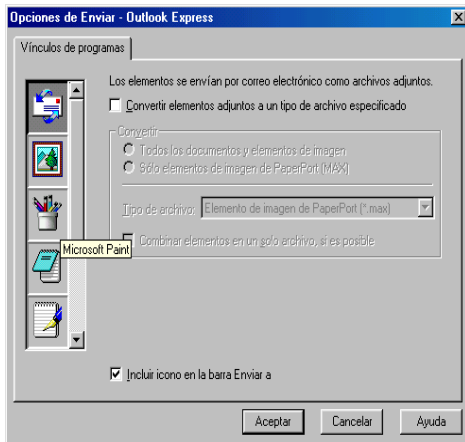 Opciones de Enviar - Outlook Express
Vínculos de programas
Los elementos se envían por correo electrónico como archivos adjuntos.
Convertir elementos adjuntos a un tipo de archivo especificado
Convertir
Todos los documentos y elementos de imagen
Sólo elementos de imagen de PaperPort (MAX)
Tipo de archivo: Elemento de imagen de PaperPort (*.max)
Combinar elementos en un solo archivo, si es posible
Microsoft Paint
Incluir icono en la barra Enviar a
Aceptar Cancelar Ayuda